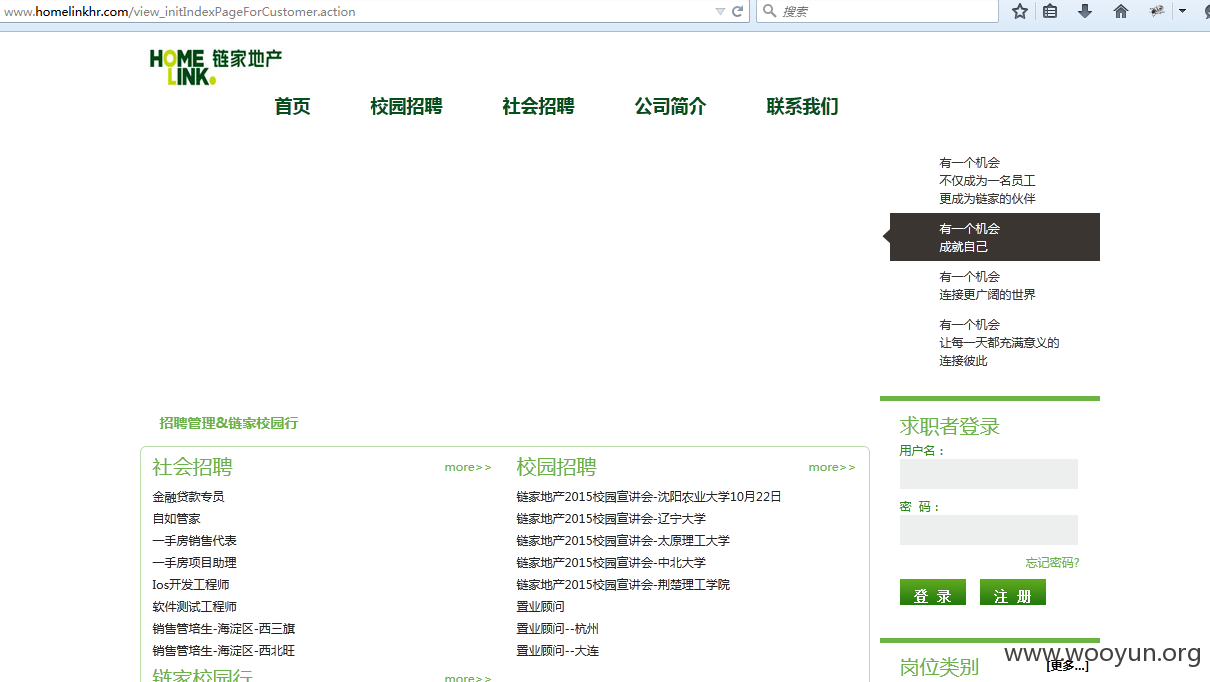 www.homelinkhr.com/view_initIndexPageForCustomer.action
搜索
HOME LINK. 链家地产
首页 校园招聘 社会招聘 公司简介 联系我们
有一个机会
不仅成为一名员工
更成为链家的伙伴
有一个机会
成就自己
有一个机会
连接更广阔的世界
有一个机会
让每一天都充满意义的
连接彼此
招聘管理&链家校园行
社会招聘 more>>
金融贷款专员
自如管家
一手房销售代表
一手房项目助理
Ios开发工程师
软件测试工程师
销售管培生-海淀区-西三旗
销售管培生-海淀区-西北旺
链家校园行 more>>
校园招聘 more>>
链家地产2015校园宣讲会-沈阳农业大学10月22日
链家地产2015校园宣讲会-辽宁大学
链家地产2015校园宣讲会-太原理工大学
链家地产2015校园宣讲会-中北大学
链家地产2015校园宣讲会-荆楚理工学院
置业顾问
置业顾问--杭州
置业顾问--大连
求职者登录
用户名：
密 码：
忘记密码?
登 录 注 册
岗位类别 [更多...]
www.wooyun.org